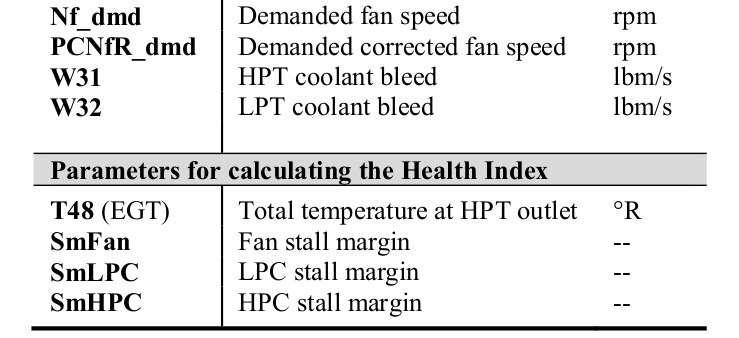 Nf_dmd Demanded fan speed rpm
PCNfR_dmd Demanded corrected fan speed rpm
W31 HPT coolant bleed lbm/s
W32 LPT coolant bleed lbm/s
Parameters for calculating the Health Index
T48 (EGT) Total temperature at HPT outlet °R
SmFan Fan stall margin --
SmLPC LPC stall margin --
SmHPC HPC stall margin --